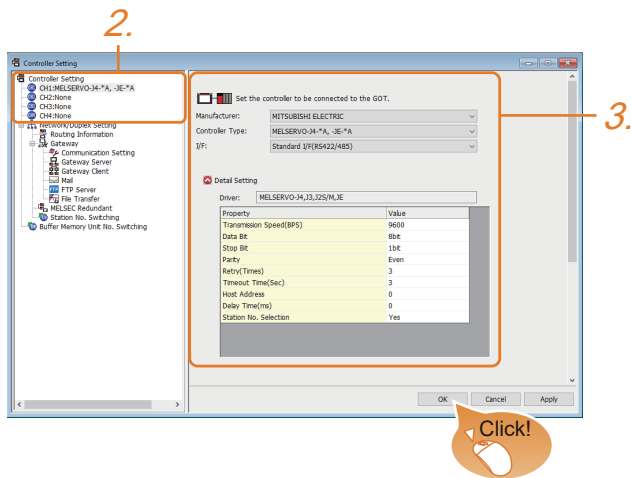 2.
Controller Setting
Controller Setting
CH1:MELSERVO-J4-*A, -JE-*A
CH2:None
CH3:None
CH4:None
Network/Duplex Setting
Routing Information
Gateway
Communication Setting
Gateway Server
Gateway Client
Mail
FTP Server
File Transfer
MELSEC Redundant
Station No. Switching
Buffer Memory Unit No. Switching
3.
Set the controller to be connected to the GOT.
Manufacturer: MITSUBISHI ELECTRIC
Controller Type: MELSERVO-J4-*A, -JE-*A
I/F: Standard I/F(RS422/485)
Detail Setting
Driver: MELSERVO-J4,J3,J2S/M,JE
Property Value
Transmission Speed(BPS) 9600
Data Bit 8bit
Stop Bit 1bit
Parity Even
Retry(Times) 3
Timeout Time(Sec) 3
Host Address 0
Delay Time(ms) 0
Station No. Selection Yes
OK Cancel Apply
Click!